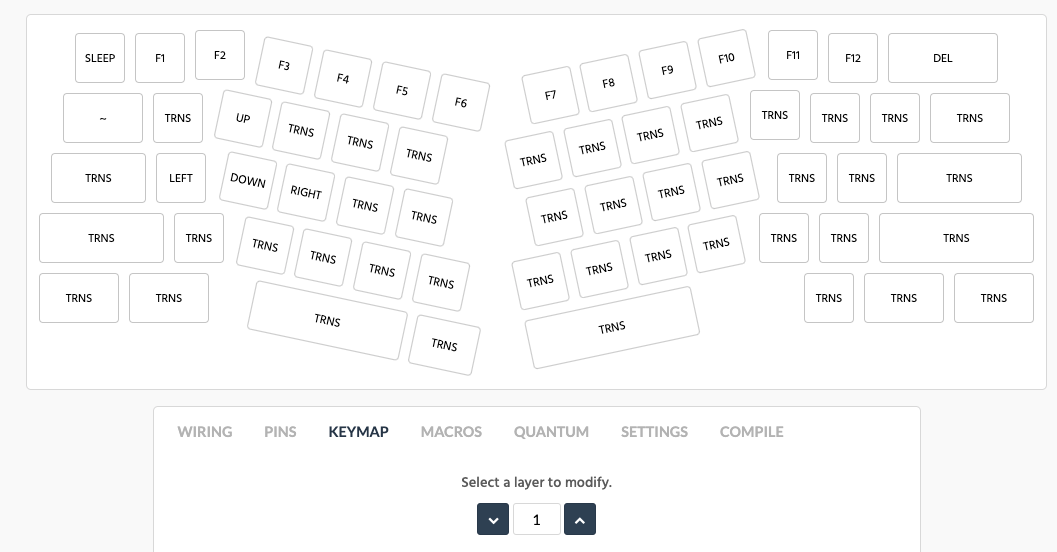 SLEEP F1 F2 F3 F4 F5 F6 F7 F8 F9 F10 F11 F12 DEL
~ TRNS UP TRNS TRNS TRNS TRNS TRNS TRNS TRNS TRNS TRNS TRNS TRNS
TRNS LEFT DOWN RIGHT TRNS TRNS TRNS TRNS TRNS TRNS TRNS TRNS TRNS
TRNS TRNS TRNS TRNS TRNS TRNS TRNS TRNS TRNS TRNS TRNS TRNS TRNS
TRNS TRNS TRNS TRNS TRNS TRNS TRNS TRNS
WIRING PINS KEYMAP MACROS QUANTUM SETTINGS COMPILE
Select a layer to modify.
1